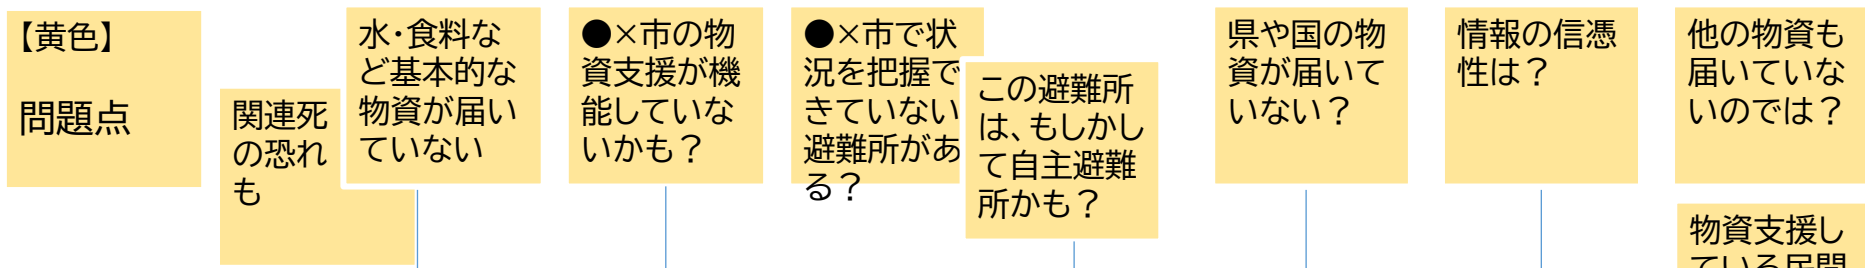 【黄色】
問題点
関連死
の恐れ
も
水・食料な
ど基本的な
物資が届い
ていない
●×市の物
資支援が機
能していな
いかも？
●×市で状
況を把握で
きていない
避難所があ
る？
この避難所
は、もしかし
て自主避難
所かも？
県や国の物
資が届いて
いない？
情報の信憑
性は？
他の物資も
届いていな
いのでは？
物資支援し
ている民間